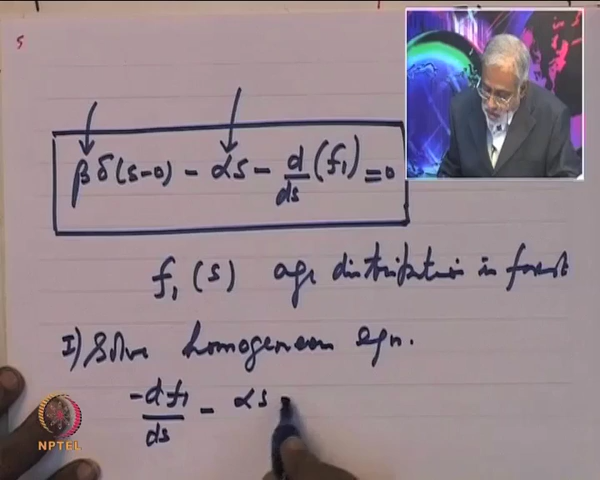 5
β δ(s-0) - αs - d/ds (f₁) = 0
f₁(s) age distribution in forest
I) Solve homogeneous eqn.
-df₁/ds - αs
NPTEL